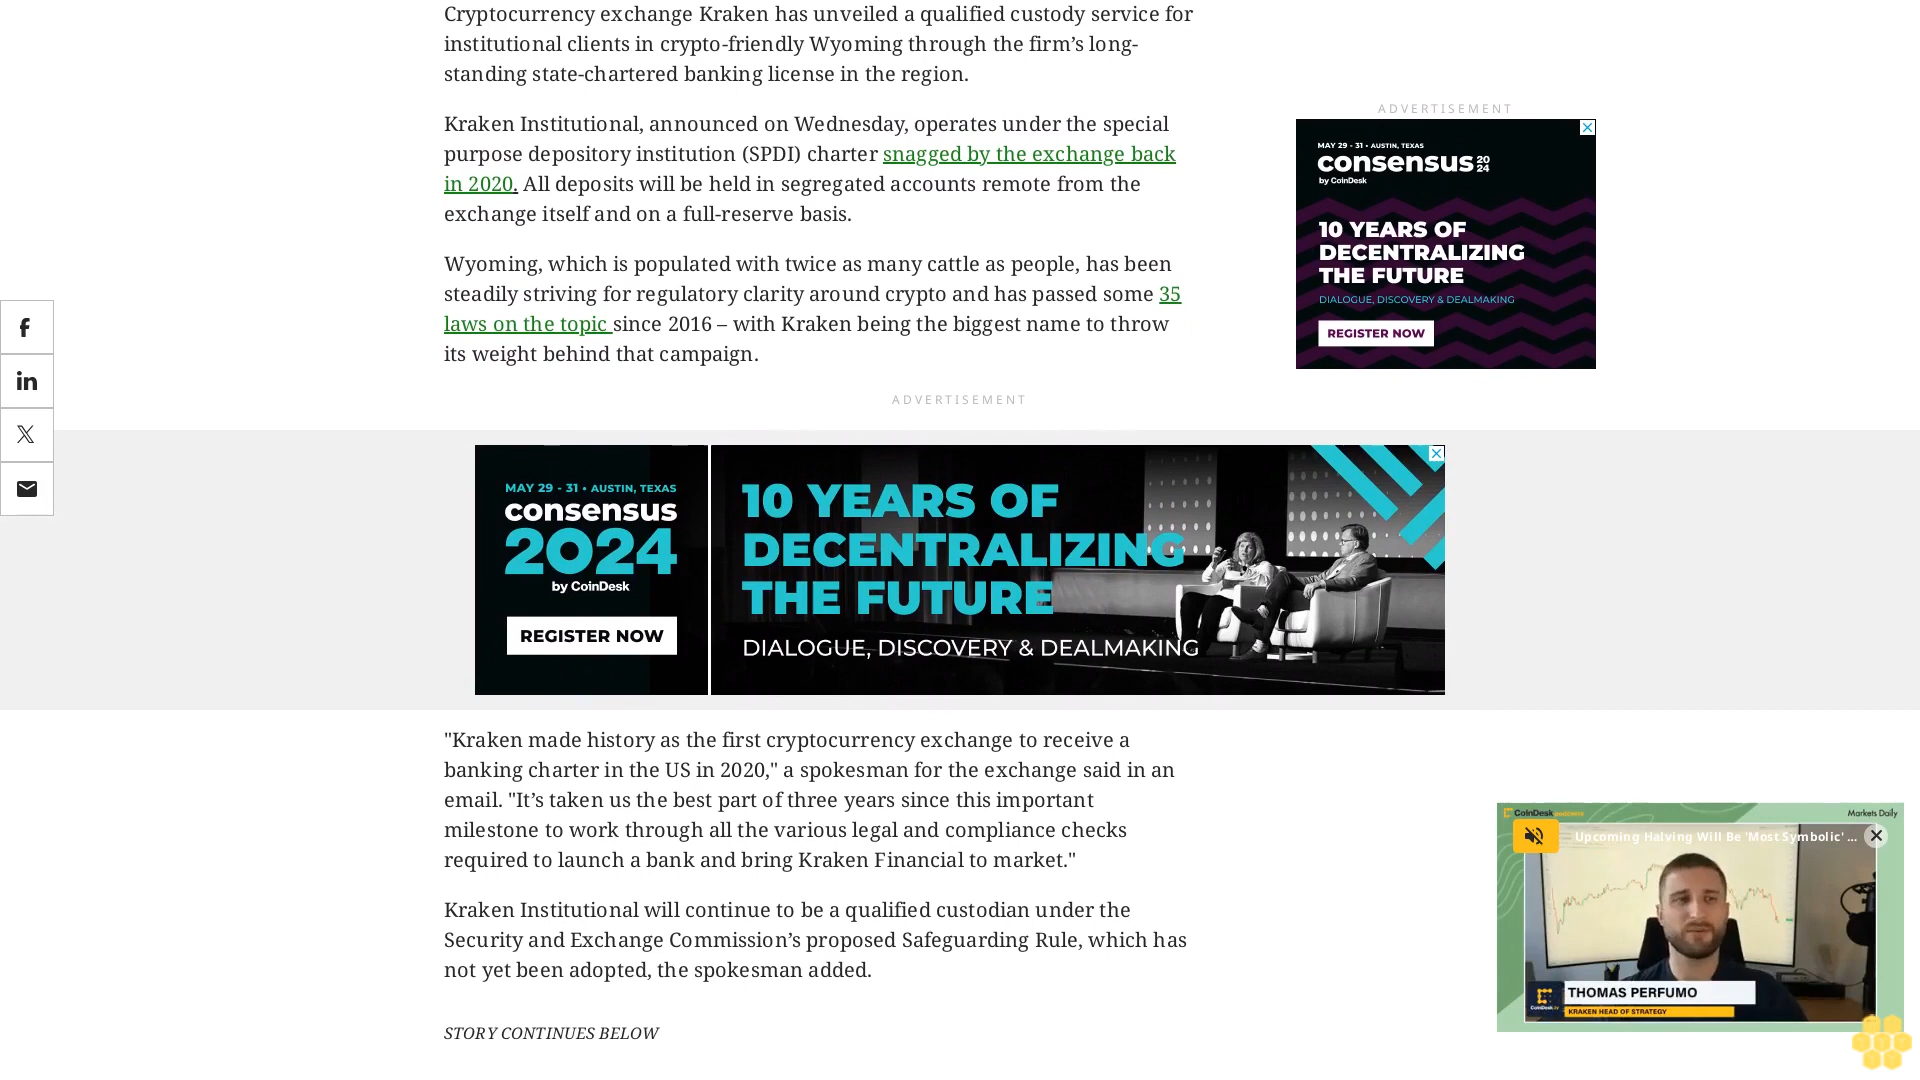 Cryptocurrency exchange Kraken has unveiled a qualified custody service for
institutional clients in crypto-friendly Wyoming through the firm’s long-
standing state-chartered banking license in the region.
Kraken Institutional, announced on Wednesday, operates under the special
purpose depository institution (SPDI) charter snagged by the exchange back
in 2020. All deposits will be held in segregated accounts remote from the
exchange itself and on a full-reserve basis.
Wyoming, which is populated with twice as many cattle as people, has been
steadily striving for regulatory clarity around crypto and has passed some 35
laws on the topic since 2016 – with Kraken being the biggest name to throw
its weight behind that campaign.
ADVERTISEMENT
MAY 29 - 31 • AUSTIN, TEXAS
consensus 2024
by CoinDesk
10 YEARS OF
DECENTRALIZING
THE FUTURE
DIALOGUE, DISCOVERY & DEALMAKING
REGISTER NOW
ADVERTISEMENT
MAY 29 - 31 • AUSTIN, TEXAS
consensus
2024
by CoinDesk
REGISTER NOW
10 YEARS OF
DECENTRALIZING
THE FUTURE
DIALOGUE, DISCOVERY & DEALMAKING
"Kraken made history as the first cryptocurrency exchange to receive a
banking charter in the US in 2020," a spokesman for the exchange said in an
email. "It’s taken us the best part of three years since this important
milestone to work through all the various legal and compliance checks
required to launch a bank and bring Kraken Financial to market."
Kraken Institutional will continue to be a qualified custodian under the
Security and Exchange Commission’s proposed Safeguarding Rule, which has
not yet been adopted, the spokesman added.
STORY CONTINUES BELOW
CoinDesk podcasts
Markets Daily
Upcoming Halving Will Be 'Most Symbolic' ...
CoinDesk.tv
THOMAS PERFUMO
KRAKEN HEAD OF STRATEGY